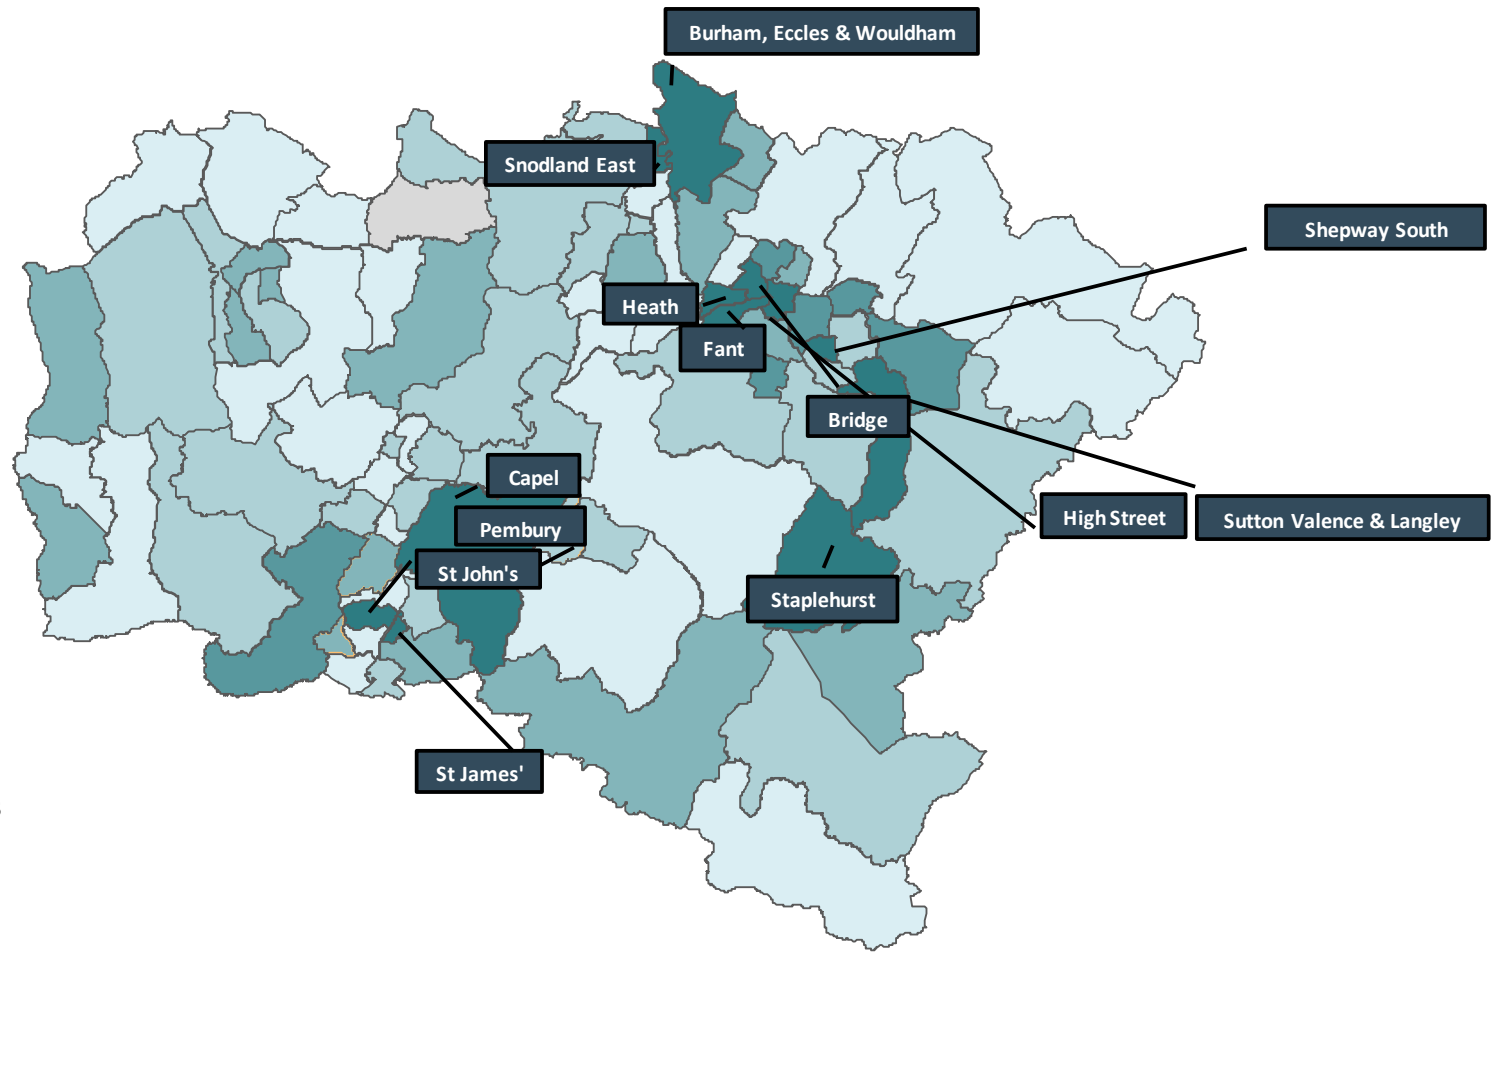 Burham, Eccles & Wouldham
Snodland East
Shepway South
Heath
Fant
Bridge
Capel
High Street
Sutton Valence & Langley
Pembury
St John's
Staplehurst
St James'